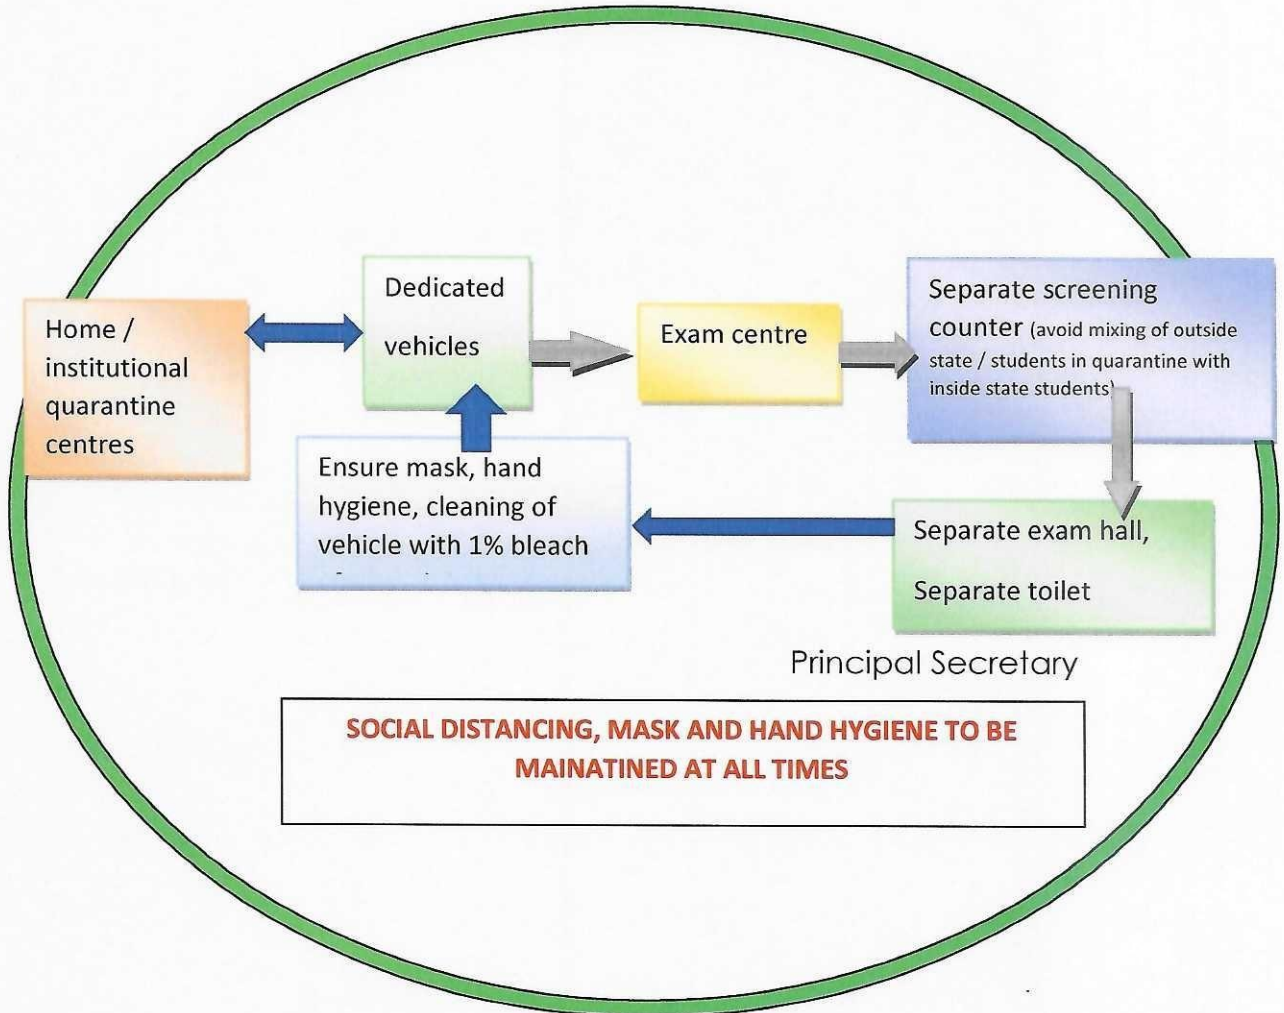 Home /
institutional
quarantine
centres
Dedicated
vehicles
Exam centre
Separate screening
counter (avoid mixing of outside
state / students in quarantine with
inside state students)
Ensure mask, hand
hygiene, cleaning of
vehicle with 1% bleach
Separate exam hall,
Separate toilet
Principal Secretary
SOCIAL DISTANCING, MASK AND HAND HYGIENE TO BE
MAINATINED AT ALL TIMES